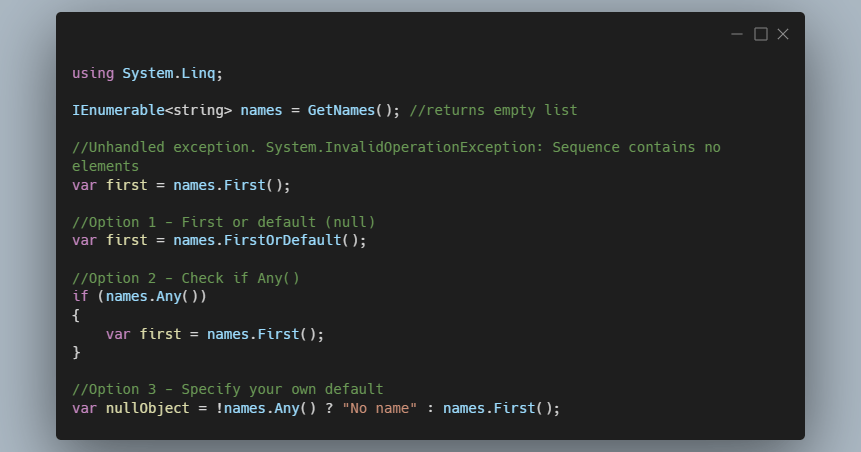 using System.Linq;
IEnumerable<string> names = GetNames(); //returns empty list
//Unhandled exception. System.InvalidOperationException: Sequence contains no
elements
var first = names.First();
//Option 1 - First or default (null)
var first = names.FirstOrDefault();
//Option 2 - Check if Any()
if (names.Any())
{
    var first = names.First();
}
//Option 3 - Specify your own default
var nullObject = !names.Any() ? "No name" : names.First();